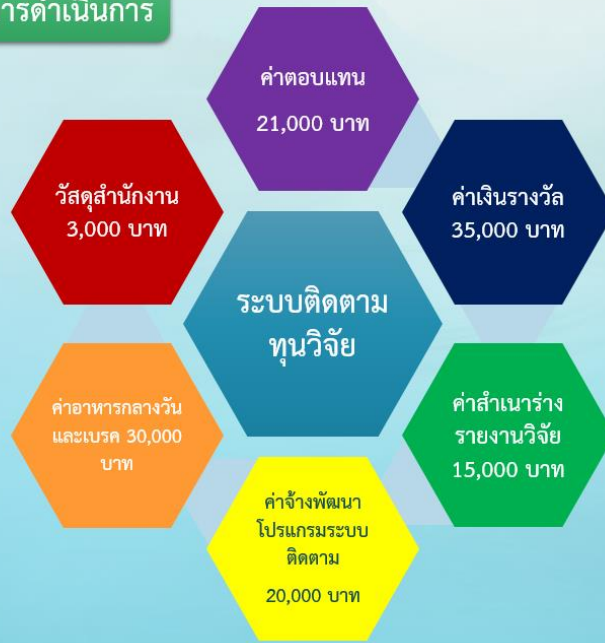 ารดำเนินการ
ค่าตอบแทน
21,000 บาท
ค่าเงินรางวัล
35,000 บาท
ค่าสำเนาร่าง
รายงานวิจัย
15,000 บาท
ค่าจ้างพัฒนา
โปรแกรมระบบ
ติดตาม
20,000 บาท
ค่าอาหารกลางวัน
และเบรค 30,000
บาท
วัสดุสำนักงาน
3,000 บาท
ระบบติดตาม
ทุนวิจัย